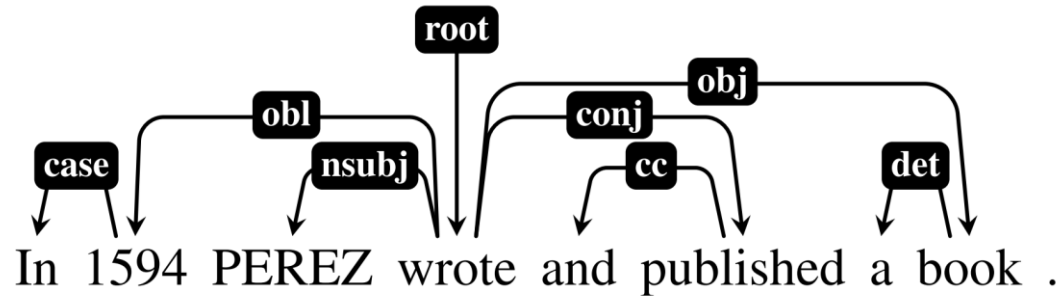 root
obj
obl conj
case nsubj cc det
In 1594 PEREZ wrote and published a book .